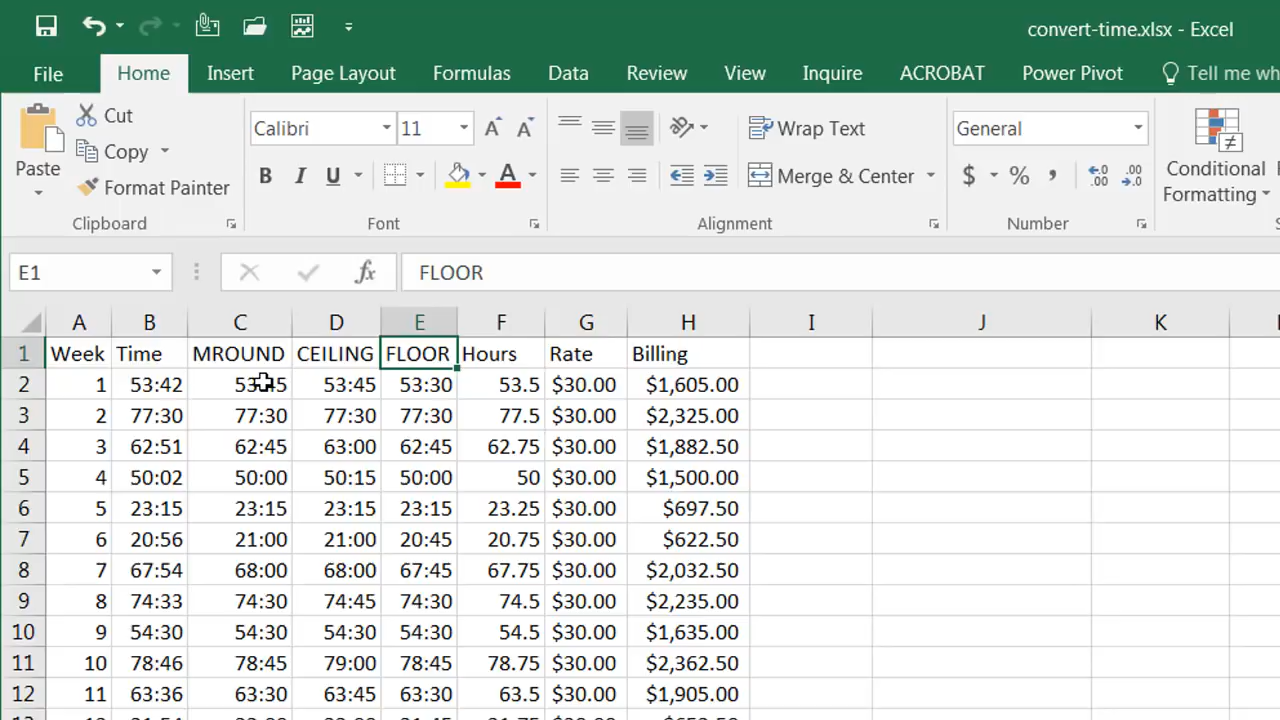 convert-time.xlsx - Excel
File Home Insert Page Layout Formulas Data Review View Inquire ACROBAT Power Pivot Tell me wh
Cut
Calibri 11 Wrap Text General
Copy
Paste Conditional
B I U A Merge & Center $ % , .00 .0
Format Painter Formatting
Clipboard Font Alignment Number
E1 fx FLOOR
A B C D E F G H I J K
1 Week Time MROUND CEILING FLOOR Hours Rate Billing
2 1 53:42 53:45 53:45 53:30 53.5 $30.00 $1,605.00
3 2 77:30 77:30 77:30 77:30 77.5 $30.00 $2,325.00
4 3 62:51 62:45 63:00 62:45 62.75 $30.00 $1,882.50
5 4 50:02 50:00 50:15 50:00 50 $30.00 $1,500.00
6 5 23:15 23:15 23:15 23:15 23.25 $30.00 $697.50
7 6 20:56 21:00 21:00 20:45 20.75 $30.00 $622.50
8 7 67:54 68:00 68:00 67:45 67.75 $30.00 $2,032.50
9 8 74:33 74:30 74:45 74:30 74.5 $30.00 $2,235.00
10 9 54:30 54:30 54:30 54:30 54.5 $30.00 $1,635.00
11 10 78:46 78:45 79:00 78:45 78.75 $30.00 $2,362.50
12 11 63:36 63:30 63:45 63:30 63.5 $30.00 $1,905.00